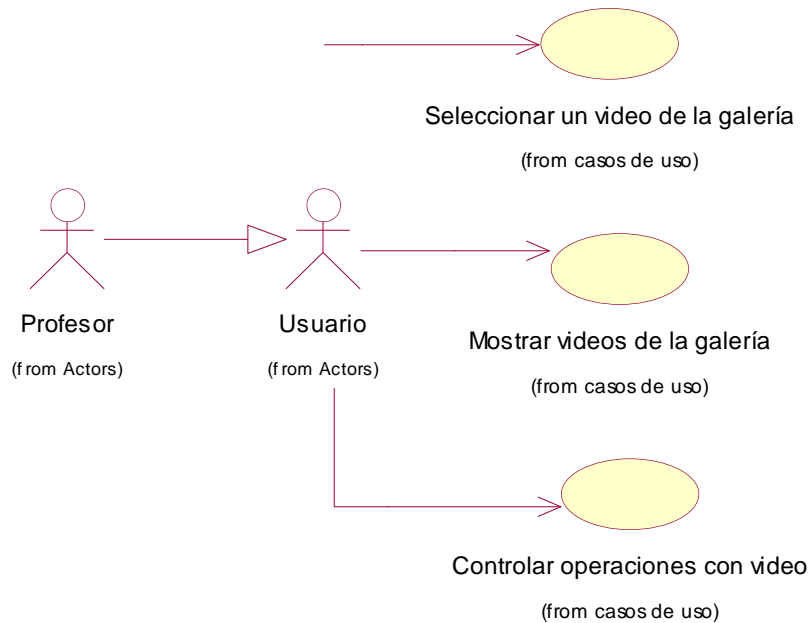 Seleccionar un video de la galería
(from casos de uso)
Profesor
(from Actors)
Usuario
(from Actors)
Mostrar videos de la galería
(from casos de uso)
Controlar operaciones con video
(from casos de uso)